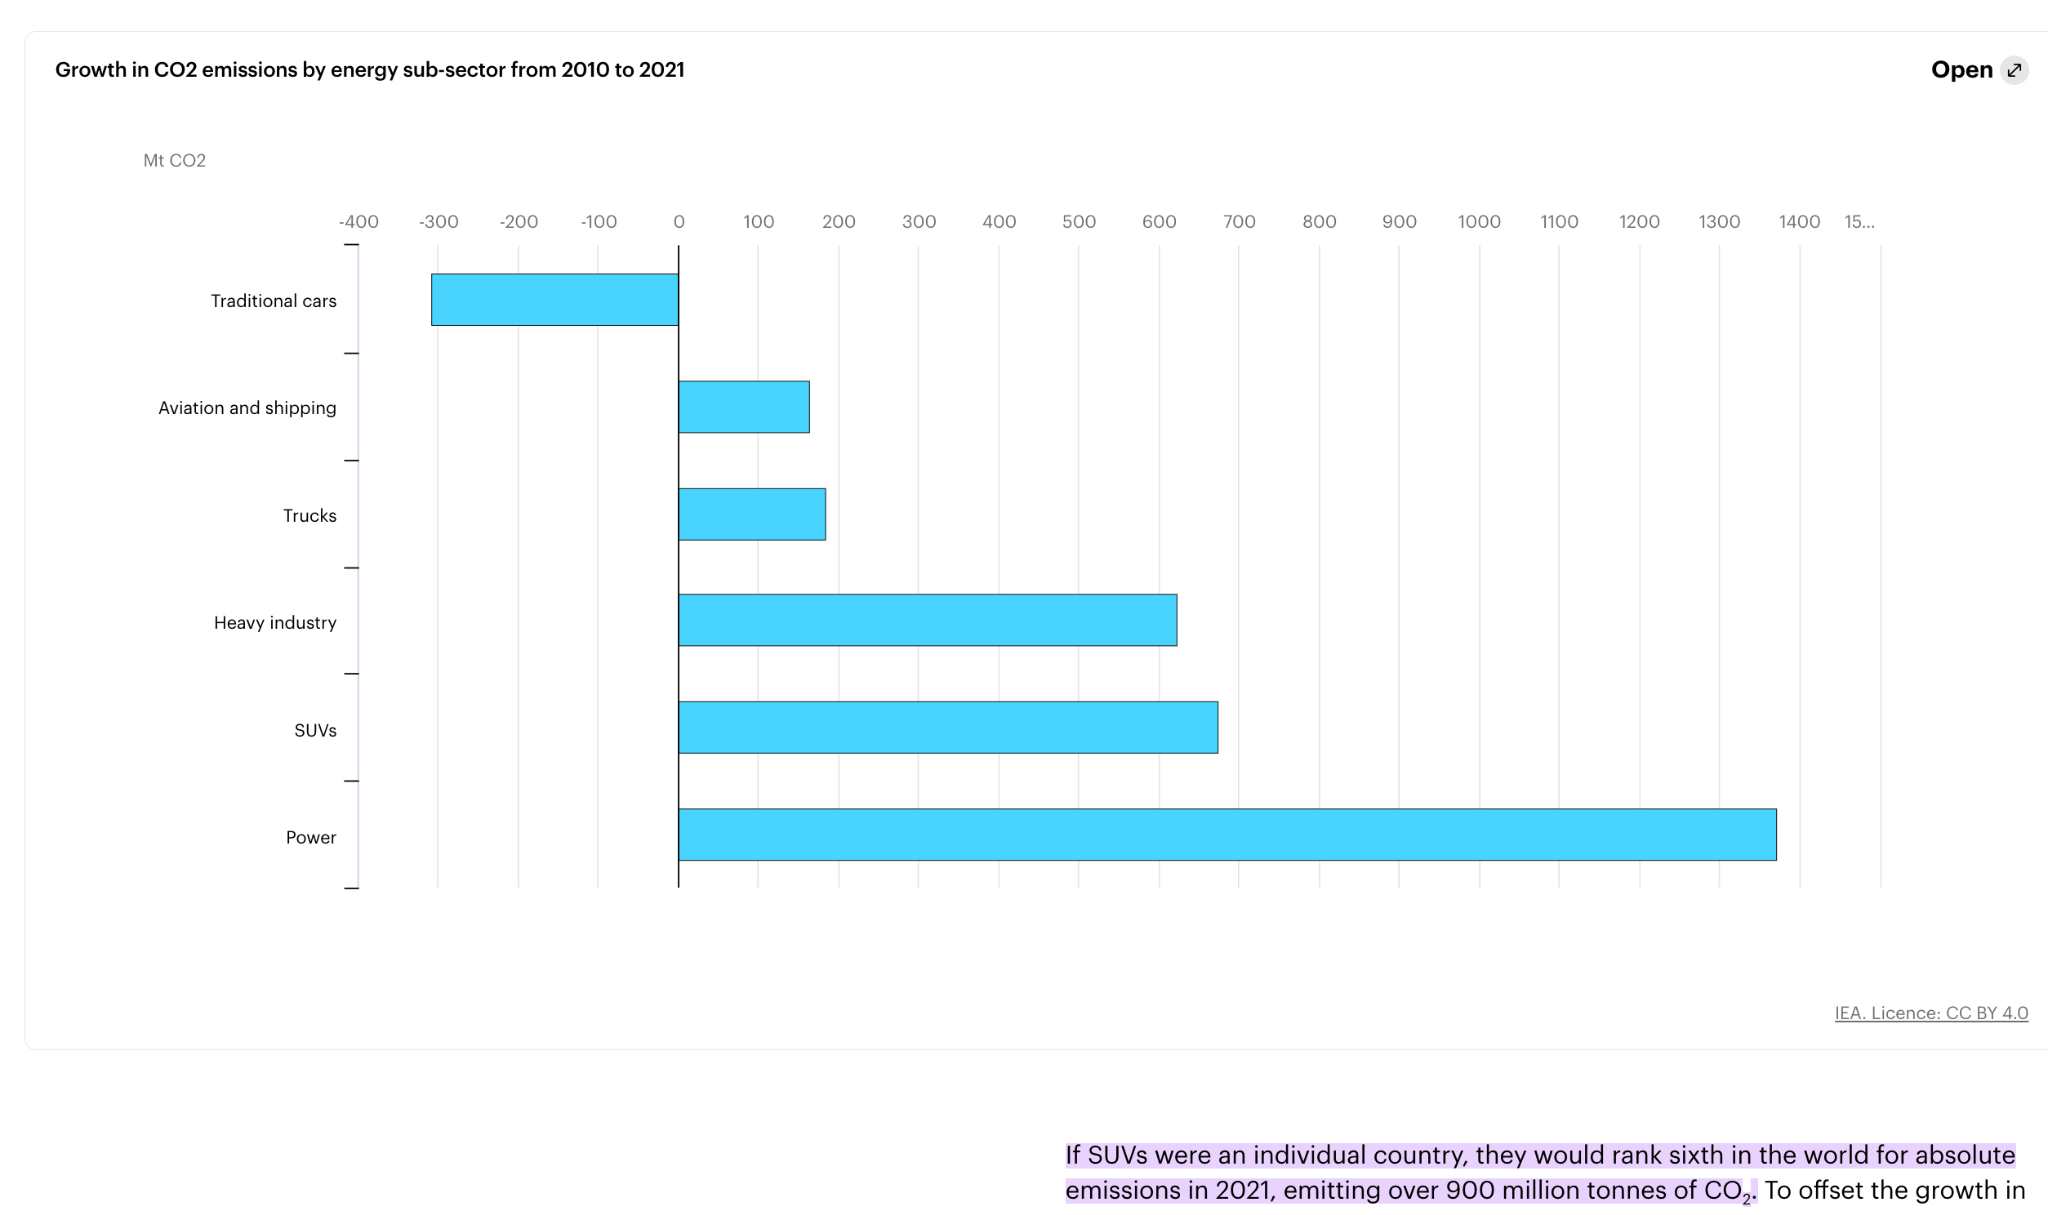 Growth in CO2 emissions by energy sub-sector from 2010 to 2021
Open
Mt CO2
-400 -300 -200 -100 0 100 200 300 400 500 600 700 800 900 1000 1100 1200 1300 1400 15...
Traditional cars
Aviation and shipping
Trucks
Heavy industry
SUVs
Power
IEA. Licence: CC BY 4.0
If SUVs were an individual country, they would rank sixth in the world for absolute
emissions in 2021, emitting over 900 million tonnes of CO₂. To offset the growth in